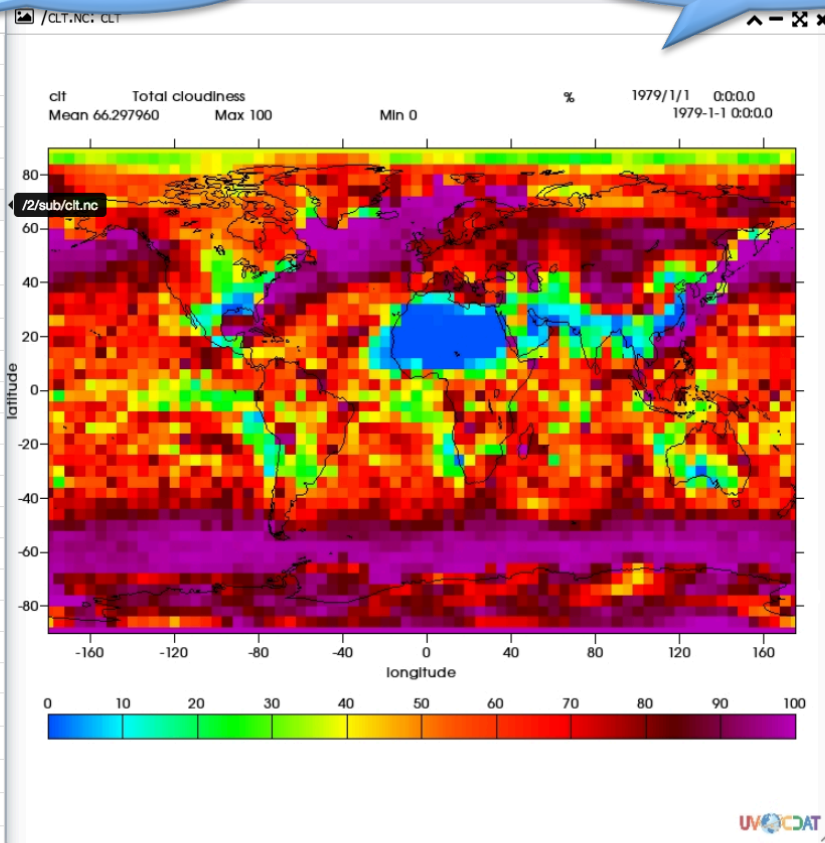 /CLT.NC: CLT
clt Total cloudiness % 1979/1/1 0:0:0.0
Mean 66.297960 Max 100 Min 0 1979-1-1 0:0:0.0
80
/2/sub/clt.nc
60
40
20
0
-20
-40
-60
-80
latitude
-160 -120 -80 -40 0 40 80 120 160
longitude
0 10 20 30 40 50 60 70 80 90 100
UV CDAT